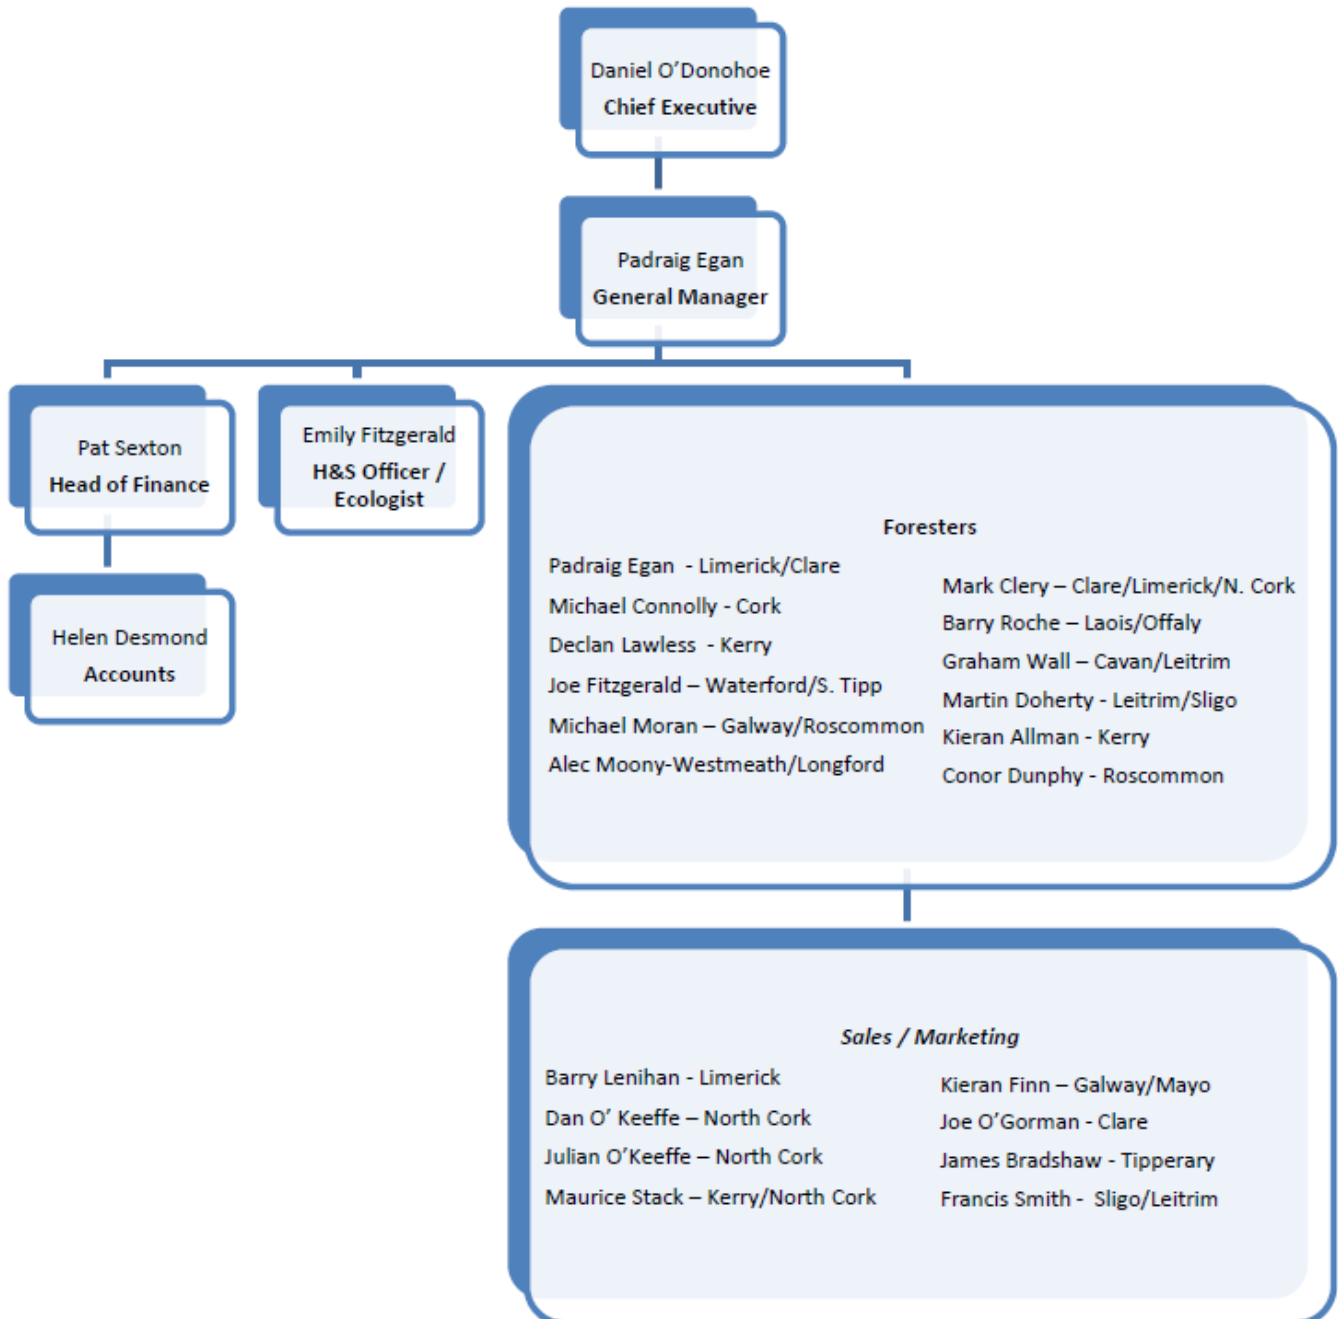 Daniel O’Donohoe
Chief Executive
Padraig Egan
General Manager
Pat Sexton
Head of Finance
Emily Fitzgerald
H&S Officer /
Ecologist
Helen Desmond
Accounts
Foresters
Padraig Egan  - Limerick/Clare
Michael Connolly - Cork
Declan Lawless  - Kerry
Joe Fitzgerald – Waterford/S. Tipp
Michael Moran – Galway/Roscommon
Alec Moony-Westmeath/Longford
Mark Clery – Clare/Limerick/N. Cork
Barry Roche – Laois/Offaly
Graham Wall – Cavan/Leitrim
Martin Doherty - Leitrim/Sligo
Kieran Allman - Kerry
Conor Dunphy - Roscommon
Sales / Marketing
Barry Lenihan - Limerick
Dan O’ Keeffe – North Cork
Julian O’Keeffe – North Cork
Maurice Stack – Kerry/North Cork
Kieran Finn – Galway/Mayo
Joe O’Gorman - Clare
James Bradshaw - Tipperary
Francis Smith -  Sligo/Leitrim